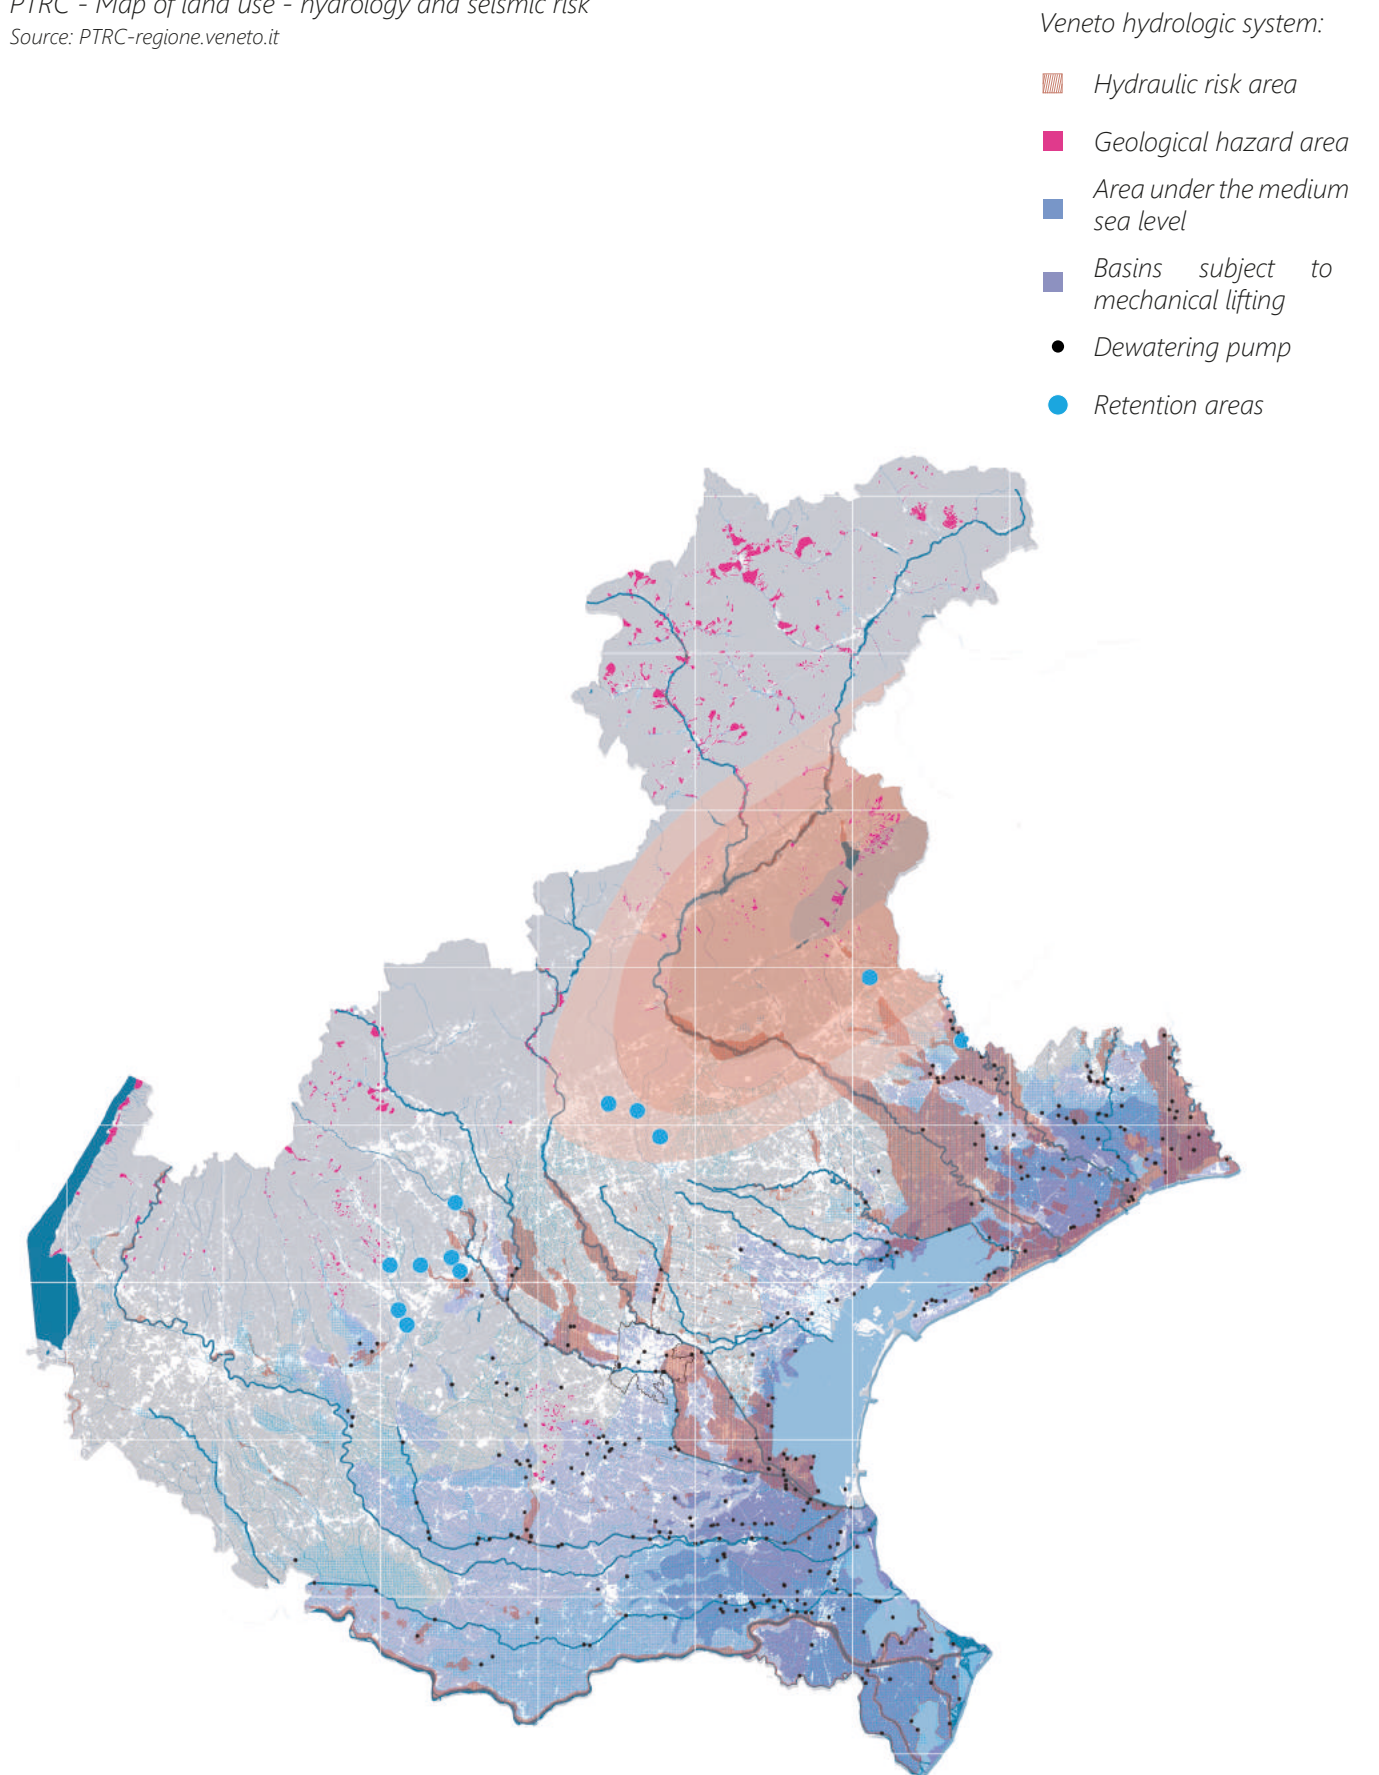 PTRC - Map of land use - hydrology and seismic risk
Source: PTRC-regione.veneto.it
Veneto hydrologic system:
Hydraulic risk area
Geological hazard area
Area under the medium
sea level
Basins subject to
mechanical lifting
Dewatering pump
Retention areas